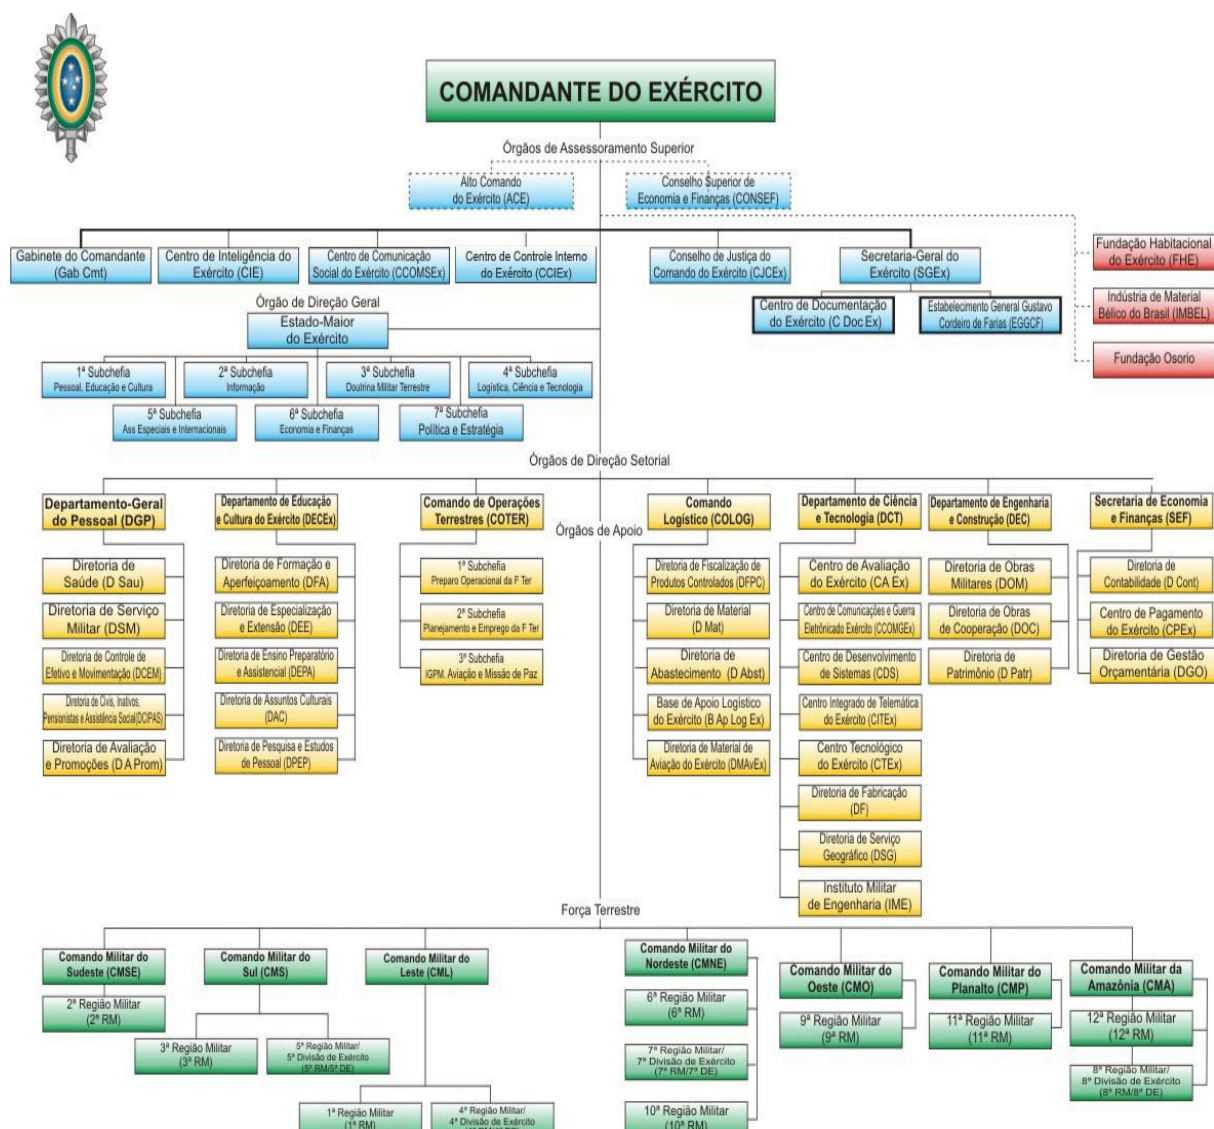 COMANDANTE DO EXÉRCITO
Órgãos de Assessoramento Superior
Alto Comando
do Exército (ACE)
Conselho Superior de
Economia e Finanças (CONSEF)
Gabinete do Comandante
(Gab Cmt)
Centro de Inteligência do
Exército (CIE)
Centro de Comunicação
Social do Exército (CCOMSEx)
Centro de Controle Interno
do Exército (CCIEx)
Conselho de Justiça do
Comando do Exército (CJCEx)
Secretaria-Geral do
Exército (SGEx)
Fundação Habitacional
do Exército (FHE)
Centro de Documentação
do Exército (C Doc Ex)
Estabelecimento General Gustavo
Cordeiro de Farias (EGGCF)
Indústria de Material
Bélico do Brasil (IMBEL)
Fundação Osorio
Órgão de Direção Geral
Estado-Maior
do Exército
1ª Subchefia
Pessoal, Educação e Cultura
2ª Subchefia
Informação
3ª Subchefia
Doutrina Militar Terrestre
4ª Subchefia
Logística, Ciência e Tecnologia
5ª Subchefia
Ass Especiais e Internacionais
6ª Subchefia
Economia e Finanças
7ª Subchefia
Política e Estratégia
Órgãos de Direção Setorial
Departamento-Geral
do Pessoal (DGP)
Departamento de Educação
e Cultura do Exército (DECEx)
Comando de Operações
Terrestres (COTER)
Comando
Logístico (COLOG)
Departamento de Ciência
e Tecnologia (DCT)
Departamento de Engenharia
e Construção (DEC)
Secretaria de Economia
e Finanças (SEF)
Órgãos de Apoio
Diretoria de
Saúde (D Sau)
Diretoria de Serviço
Militar (DSM)
Diretoria de Controle de
Efetivo e Movimentação (DCEM)
Diretoria de Civis, Inativos,
Pensionistas e Assistência Social(DCIPAS)
Diretoria de Avaliação
e Promoções (D A Prom)
Diretoria de Formação e
Aperfeiçoamento (DFA)
Diretoria de Especialização
e Extensão (DEE)
Diretoria de Ensino Preparatório
e Assistencial (DEPA)
Diretoria de Assuntos Culturais
(DAC)
Diretoria de Pesquisa e Estudos
de Pessoal (DPEP)
1ª Subchefia
Preparo Operacional da F Ter
2ª Subchefia
Planejamento e Emprego da F Ter
3ª Subchefia
IGPM. Aviação e Missão de Paz
Diretoria de Fiscalização de
Produtos Controlados (DFPC)
Diretoria de Material
(D Mat)
Diretoria de
Abastecimento (D Abst)
Base de Apoio Logístico
do Exército (B Ap Log Ex)
Diretoria de Material de
Aviação do Exército (DMAvEx)
Centro de Avaliação
do Exército (CA Ex)
Centro de Comunicações e Guerra
Eletrônicado Exército (CCOMGEx)
Centro de Desenvolvimento
de Sistemas (CDS)
Centro Integrado de Telemática
do Exército (CITEx)
Centro Tecnológico
do Exército (CTEx)
Diretoria de Fabricação
(DF)
Diretoria de Serviço
Geográfico (DSG)
Instituto Militar
de Engenharia (IME)
Diretoria de Obras
Militares (DOM)
Diretoria de Obras
de Cooperação (DOC)
Diretoria de
Patrimônio (D Patr)
Diretoria de
Contabilidade (D Cont)
Centro de Pagamento
do Exército (CPEx)
Diretoria de Gestão
Orçamentária (DGO)
Força Terrestre
Comando Militar do
Sudeste (CMSE)
2ª Região Militar
(2ª RM)
Comando Militar do
Sul (CMS)
3ª Região Militar
(3ª RM)
5ª Região Militar/
5ª Divisão de Exército
(5ª RM/5ª DE)
Comando Militar do
Leste (CML)
1ª Região Militar
(1ª RM)
4ª Região Militar/
4ª Divisão de Exército
Comando Militar do
Nordeste (CMNE)
6ª Região Militar
(6ª RM)
7ª Região Militar/
7ª Divisão de Exército
(7ª RM/7ª DE)
10ª Região Militar
(10ª RM)
Comando Militar do
Oeste (CMO)
9ª Região Militar
(9ª RM)
Comando Militar do
Planalto (CMP)
11ª Região Militar
(11ª RM)
Comando Militar da
Amazônia (CMA)
12ª Região Militar
(12ª RM)
8ª Região Militar/
8ª Divisão de Exército
(8ª RM/8ª DE)